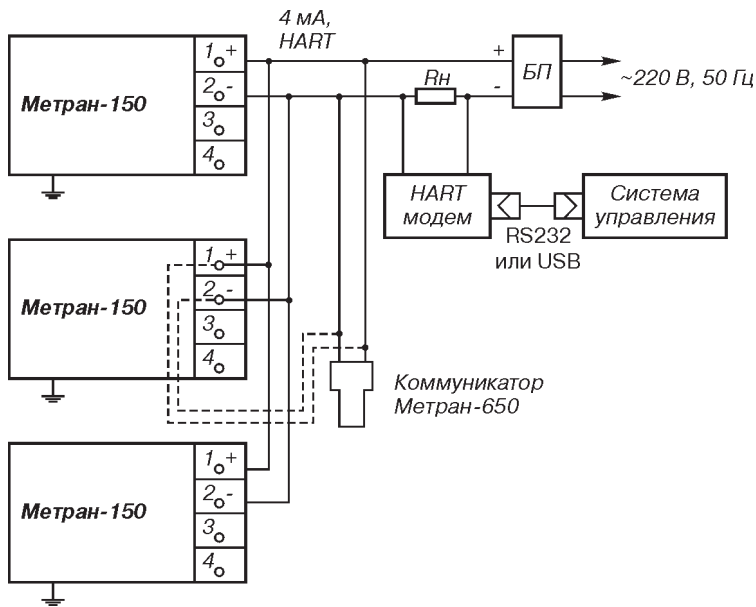 4 мА,
HART
Метран-150
1 +
2 -
3
4
+
-
Rн
БП
~220 В, 50 Гц
HART
модем
RS232
или USB
Система
управления
Метран-150
1 +
2 -
3
4
Коммуникатор
Метран-650
Метран-150
1 +
2 -
3
4